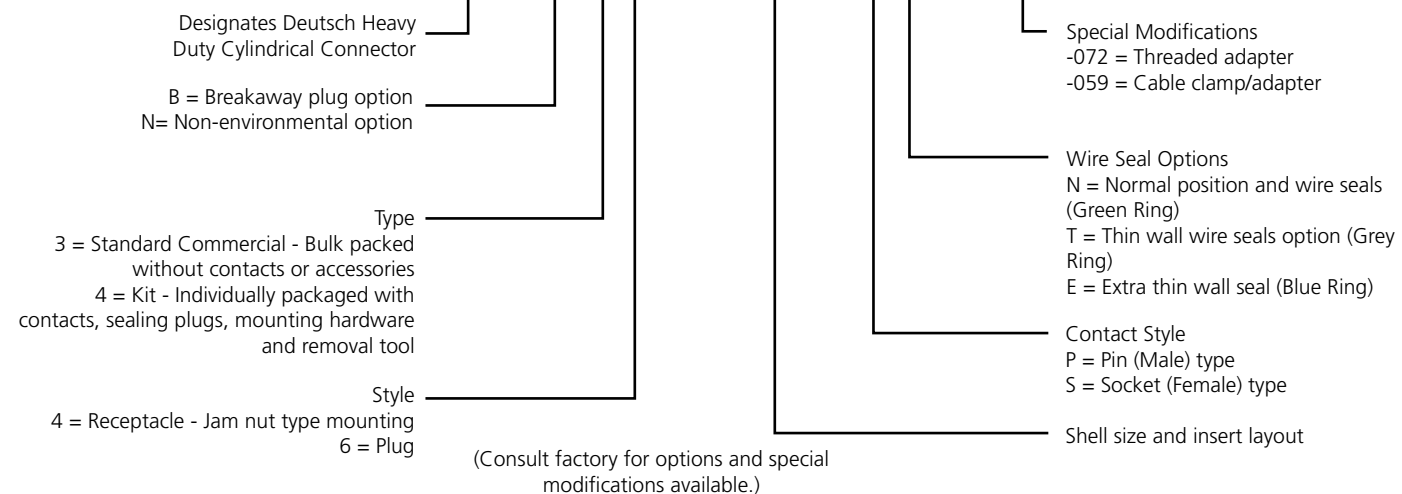 Designates Deutsch Heavy
Duty Cylindrical Connector
B = Breakaway plug option
N= Non-environmental option
Type
3 = Standard Commercial - Bulk packed
without contacts or accessories
4 = Kit - Individually packaged with
contacts, sealing plugs, mounting hardware
and removal tool
Style
4 = Receptacle - Jam nut type mounting
6 = Plug
(Consult factory for options and special
modifications available.)
Special Modifications
-072 = Threaded adapter
-059 = Cable clamp/adapter
Wire Seal Options
N = Normal position and wire seals
(Green Ring)
T = Thin wall wire seals option (Grey
Ring)
E = Extra thin wall seal (Blue Ring)
Contact Style
P = Pin (Male) type
S = Socket (Female) type
Shell size and insert layout